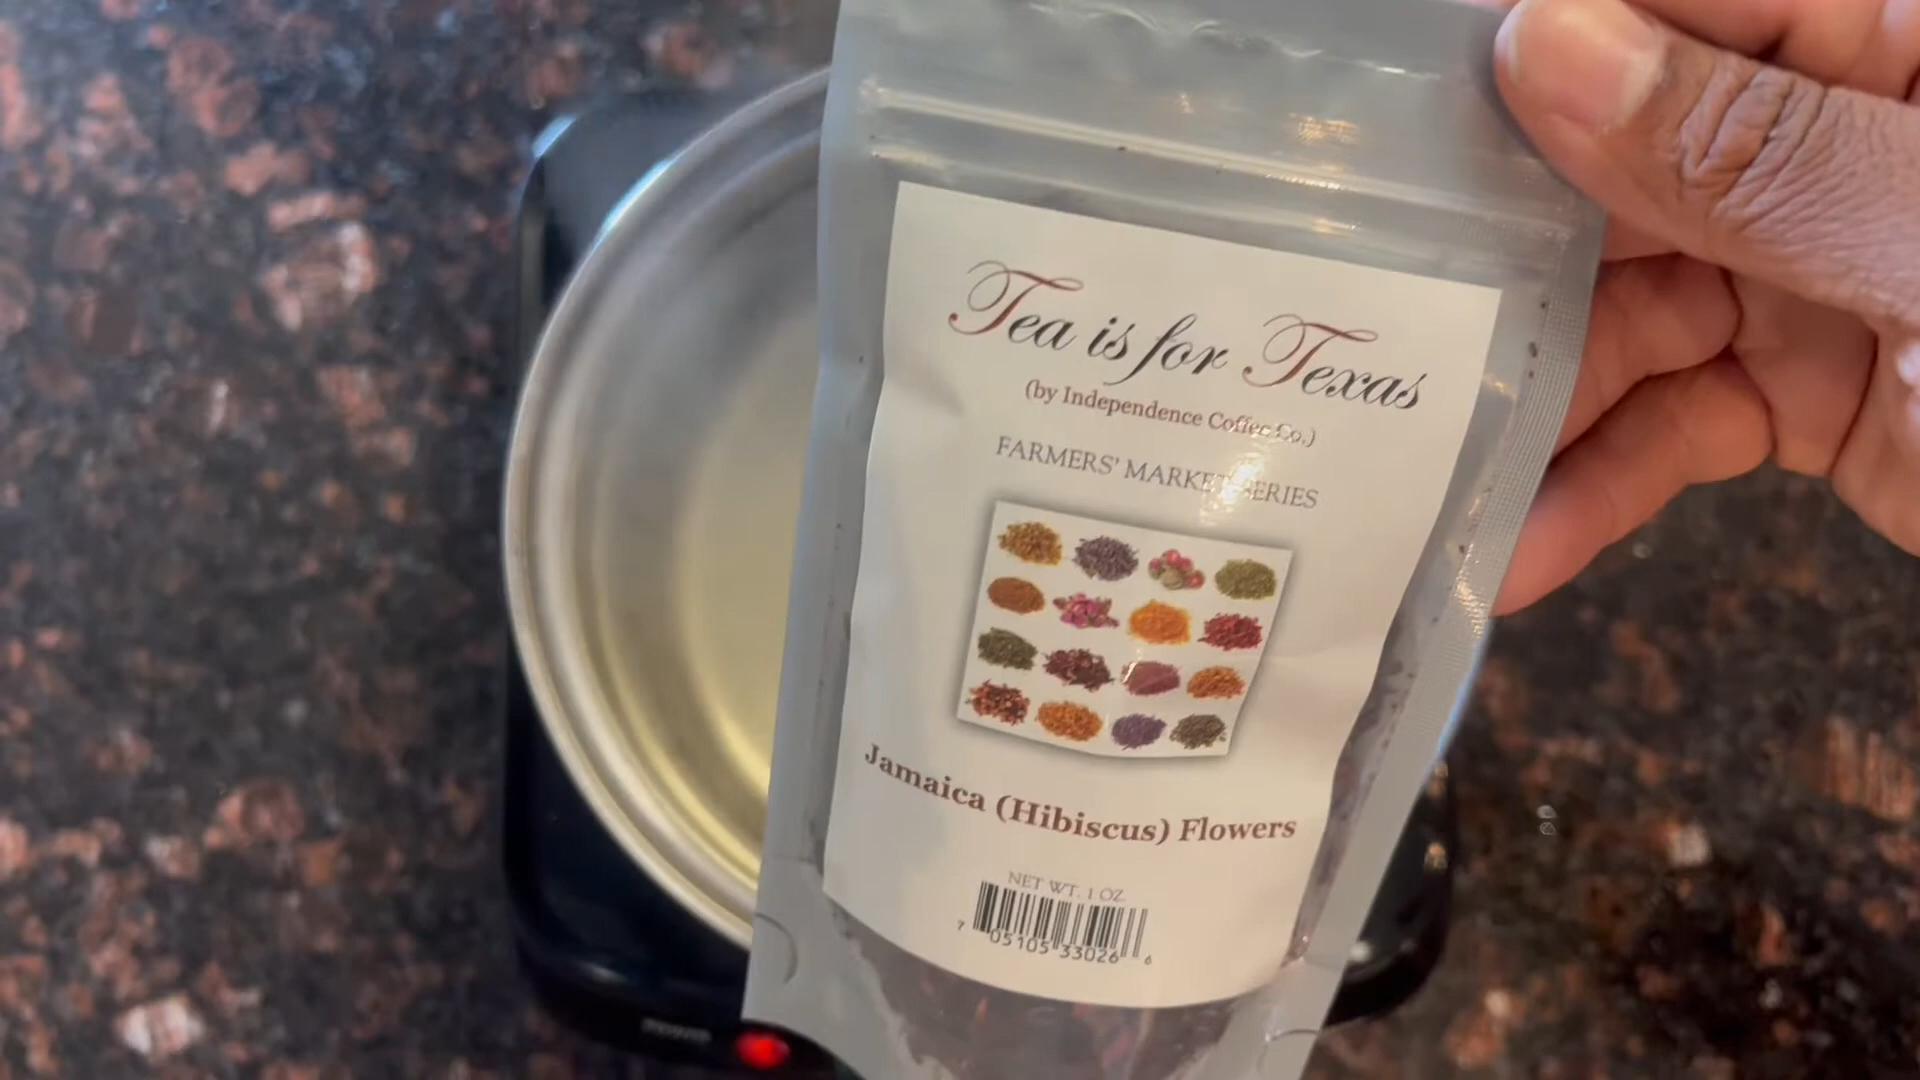 Tea is for Texas
(by Independence Coffee Co.)
FARMERS' MARKET SERIES
Jamaica (Hibiscus) Flowers
NET WT. 1 OZ.
7 05105 33026 6
POWER